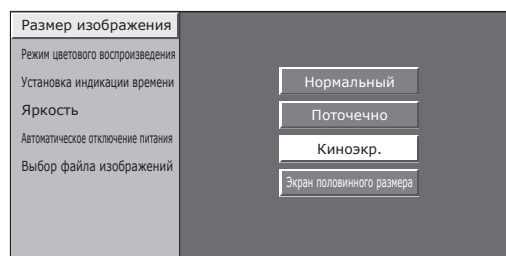 Размер изображения
Режим цветового воспроизведения
Установка индикации времени
Яркость
Автоматическое отключение питания
Выбор файла изображений
Нормальный
Поточечно
Киноэкр.
Экран половинного размера